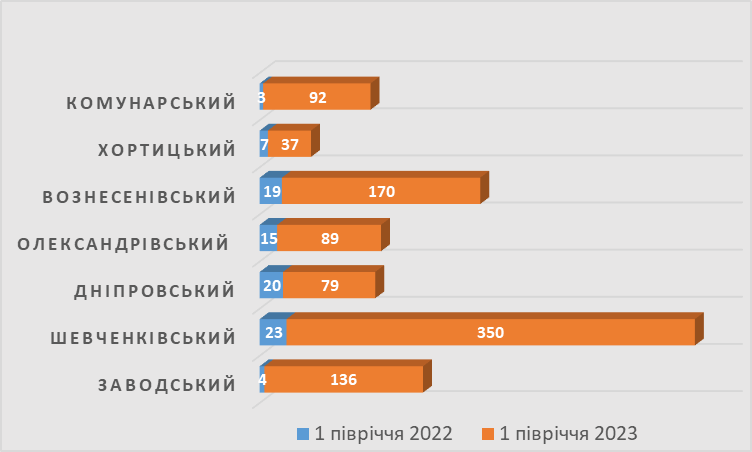 КОМУНАРСЬКИЙ 3 92
ХОРТИЦЬКИЙ 7 37
ВОЗНЕСЕНІВСЬКИЙ 19 170
ОЛЕКСАНДРІВСЬКИЙ 15 89
ДНІПРОВСЬКИЙ 20 79
ШЕВЧЕНКІВСЬКИЙ 23 350
ЗАВОДСЬКИЙ 4 136
1 півріччя 2022 1 півріччя 2023